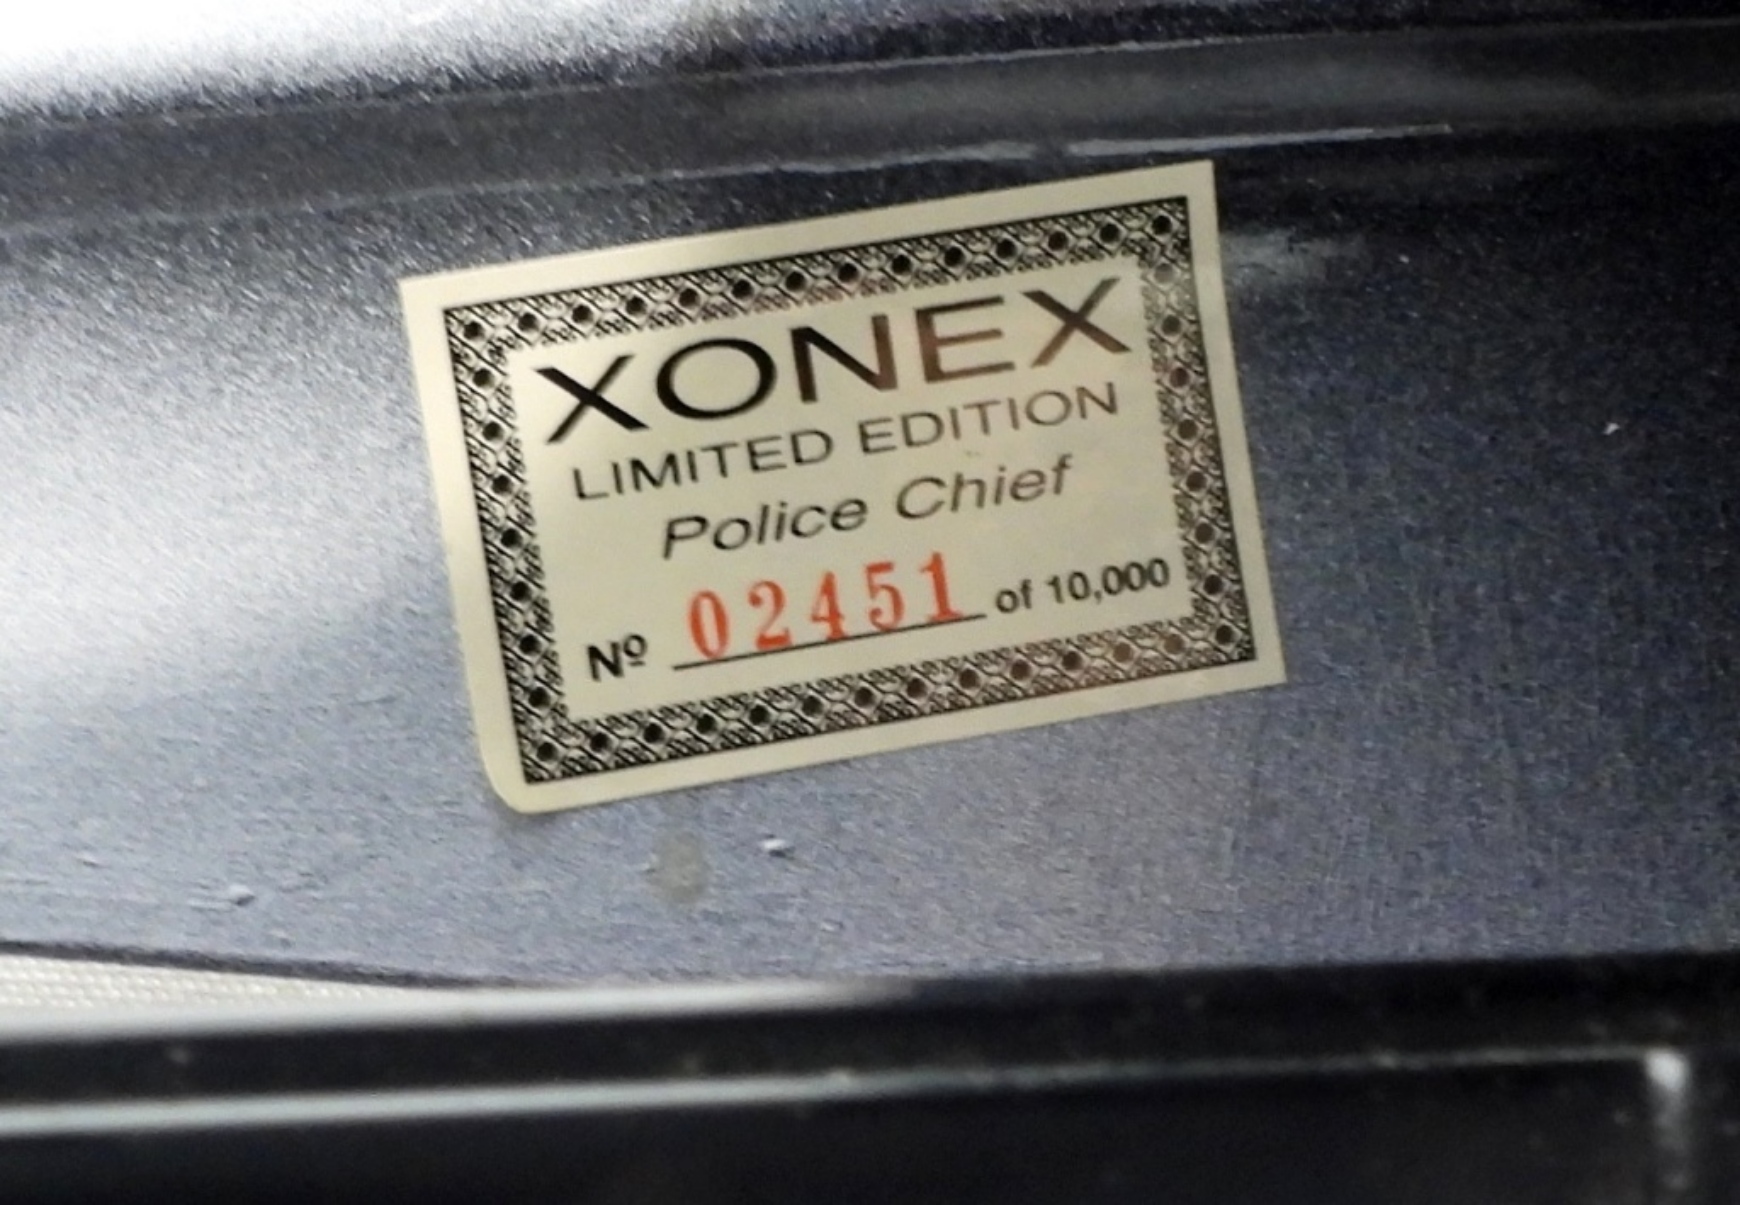 XONEX
LIMITED EDITION
Police Chief
Nº 02451 of 10,000